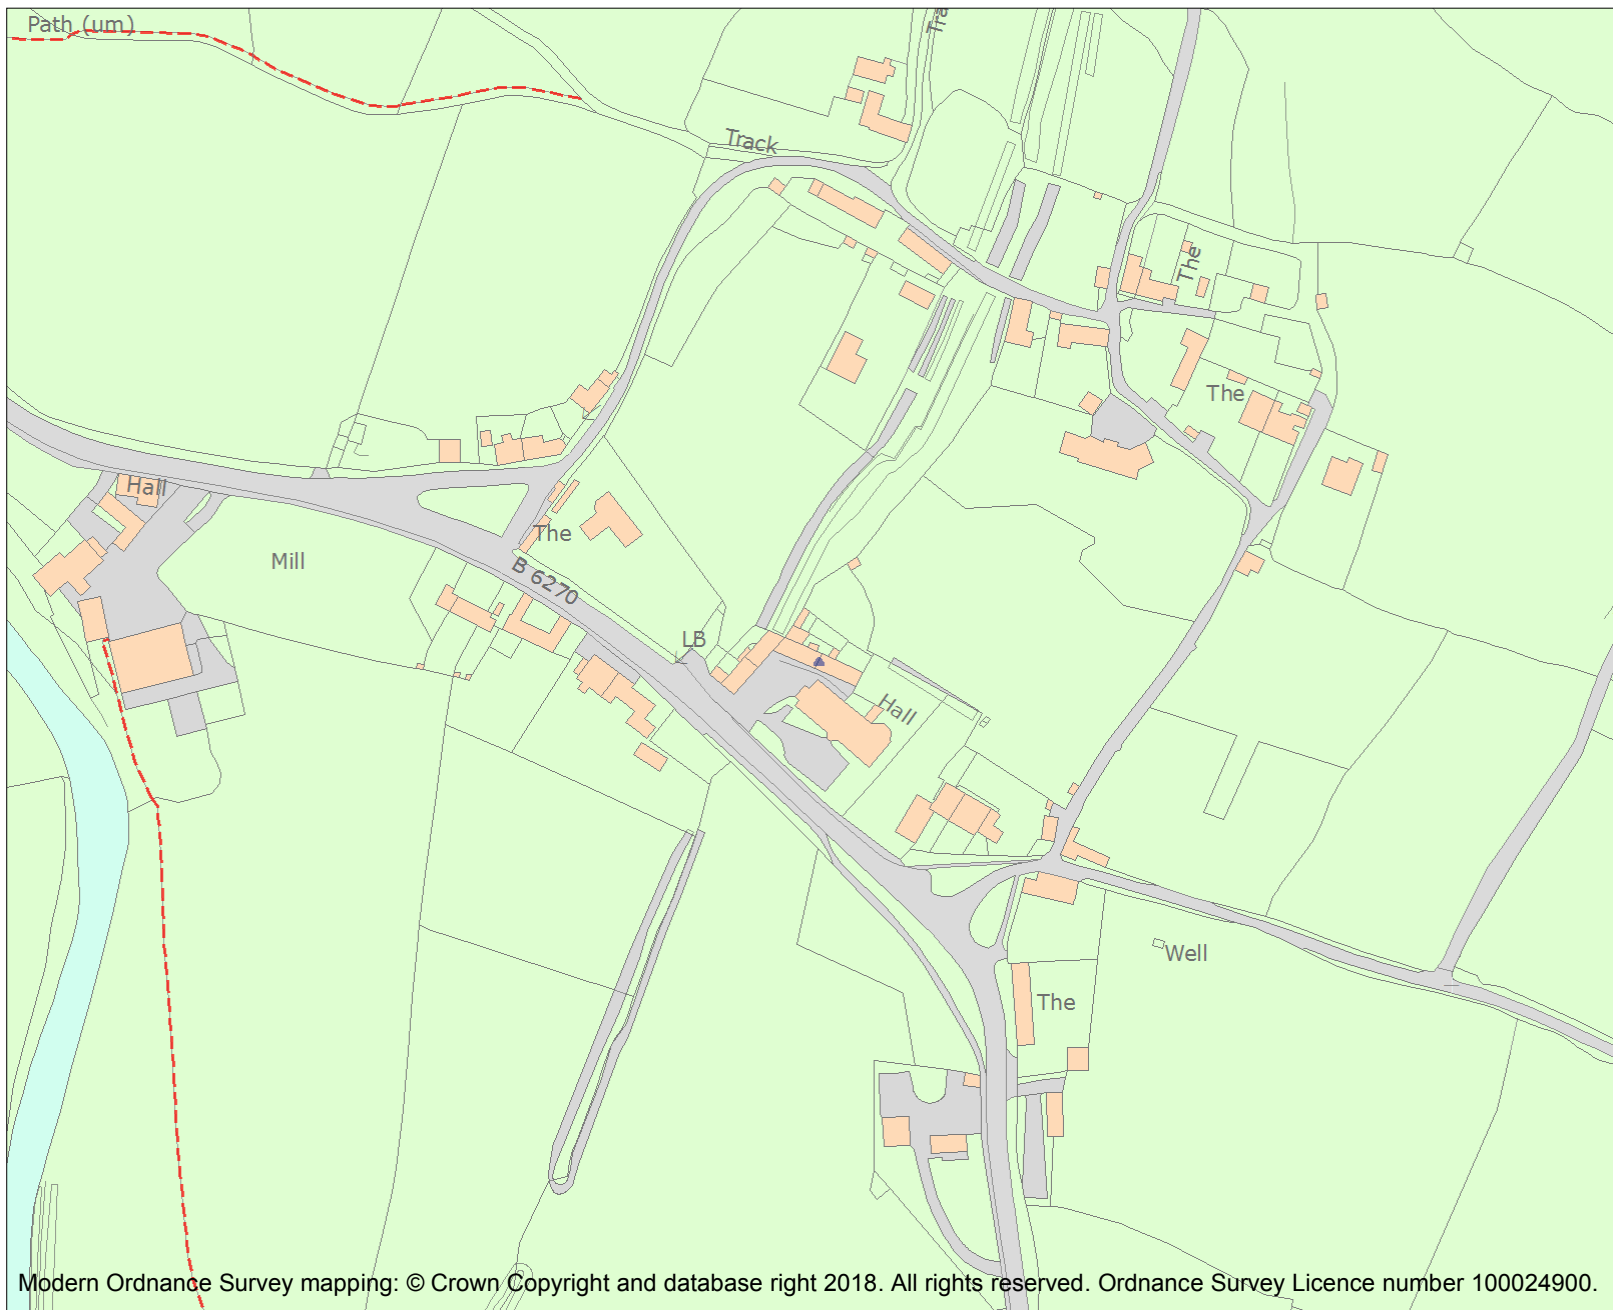 Path (um)
Tra
Track
The
The
Hall
The
Mill
B 6270
LB
Hall
Well
The
Modern Ordnance Survey mapping: © Crown Copyright and database right 2018. All rights reserved. Ordnance Survey Licence number 100024900.